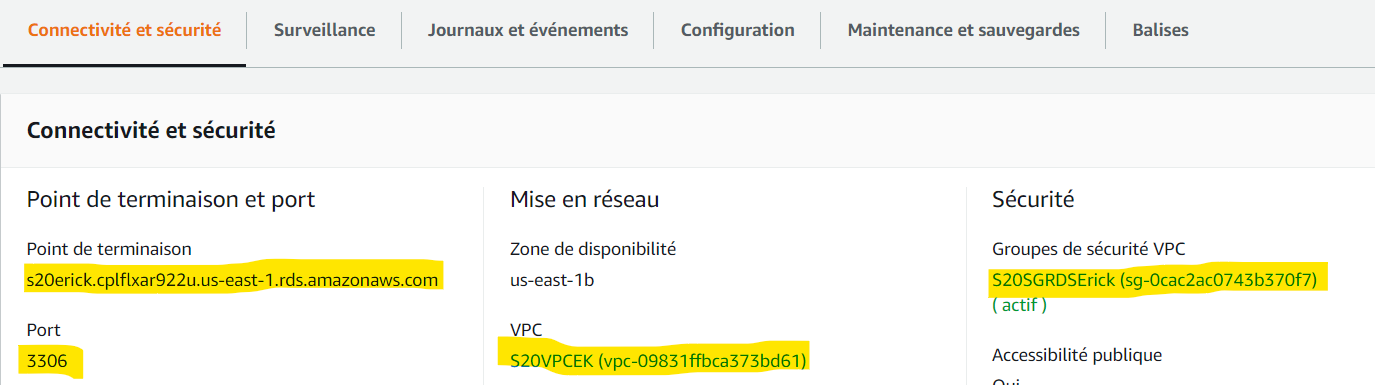 Connectivité et sécurité
Surveillance
Journaux et événements
Configuration
Maintenance et sauvegardes
Balises
Connectivité et sécurité
Point de terminaison et port
Point de terminaison
s20erick.cplflxar922u.us-east-1.rds.amazonaws.com
Port
3306
Mise en réseau
Zone de disponibilité
us-east-1b
VPC
S20VPCEK (vpc-09831ffbca373bd61)
Sécurité
Groupes de sécurité VPC
S20SGRDSErick (sg-0cac2ac0743b370f7)
( actif )
Accessibilité publique
Oui